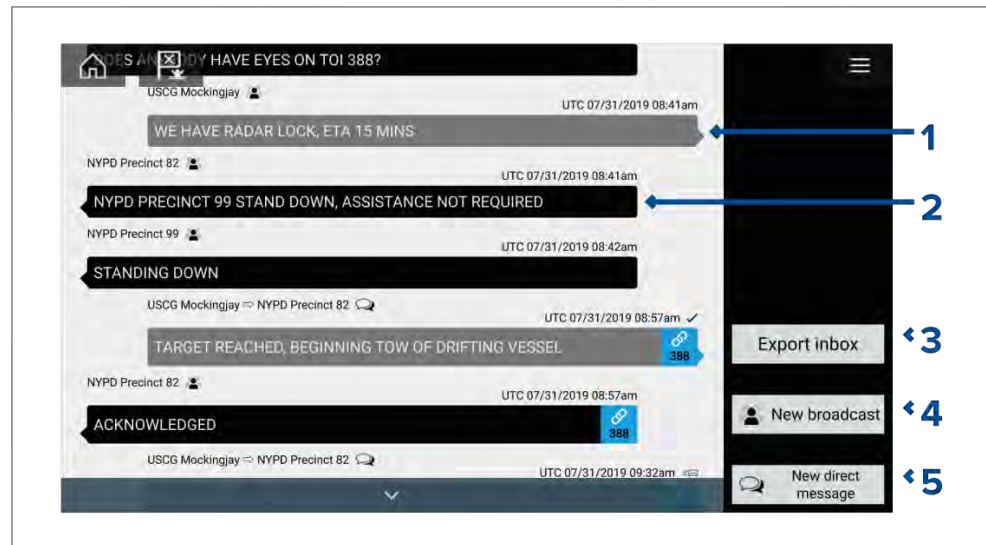 DOES ANYBODY HAVE EYES ON TOI 388?
USCG Mockingjay
UTC 07/31/2019 08:41am
WE HAVE RADAR LOCK, ETA 15 MINS
1
NYPD Precinct 82
UTC 07/31/2019 08:41am
NYPD PRECINCT 99 STAND DOWN, ASSISTANCE NOT REQUIRED
2
NYPD Precinct 99
UTC 07/31/2019 08:42am
STANDING DOWN
USCG Mockingjay ⇨ NYPD Precinct 82
UTC 07/31/2019 08:57am
TARGET REACHED, BEGINNING TOW OF DRIFTING VESSEL
388
Export inbox
3
NYPD Precinct 82
UTC 07/31/2019 08:57am
ACKNOWLEDGED
388
New broadcast
4
USCG Mockingjay ⇨ NYPD Precinct 82
UTC 07/31/2019 09:32am
New direct
message
5